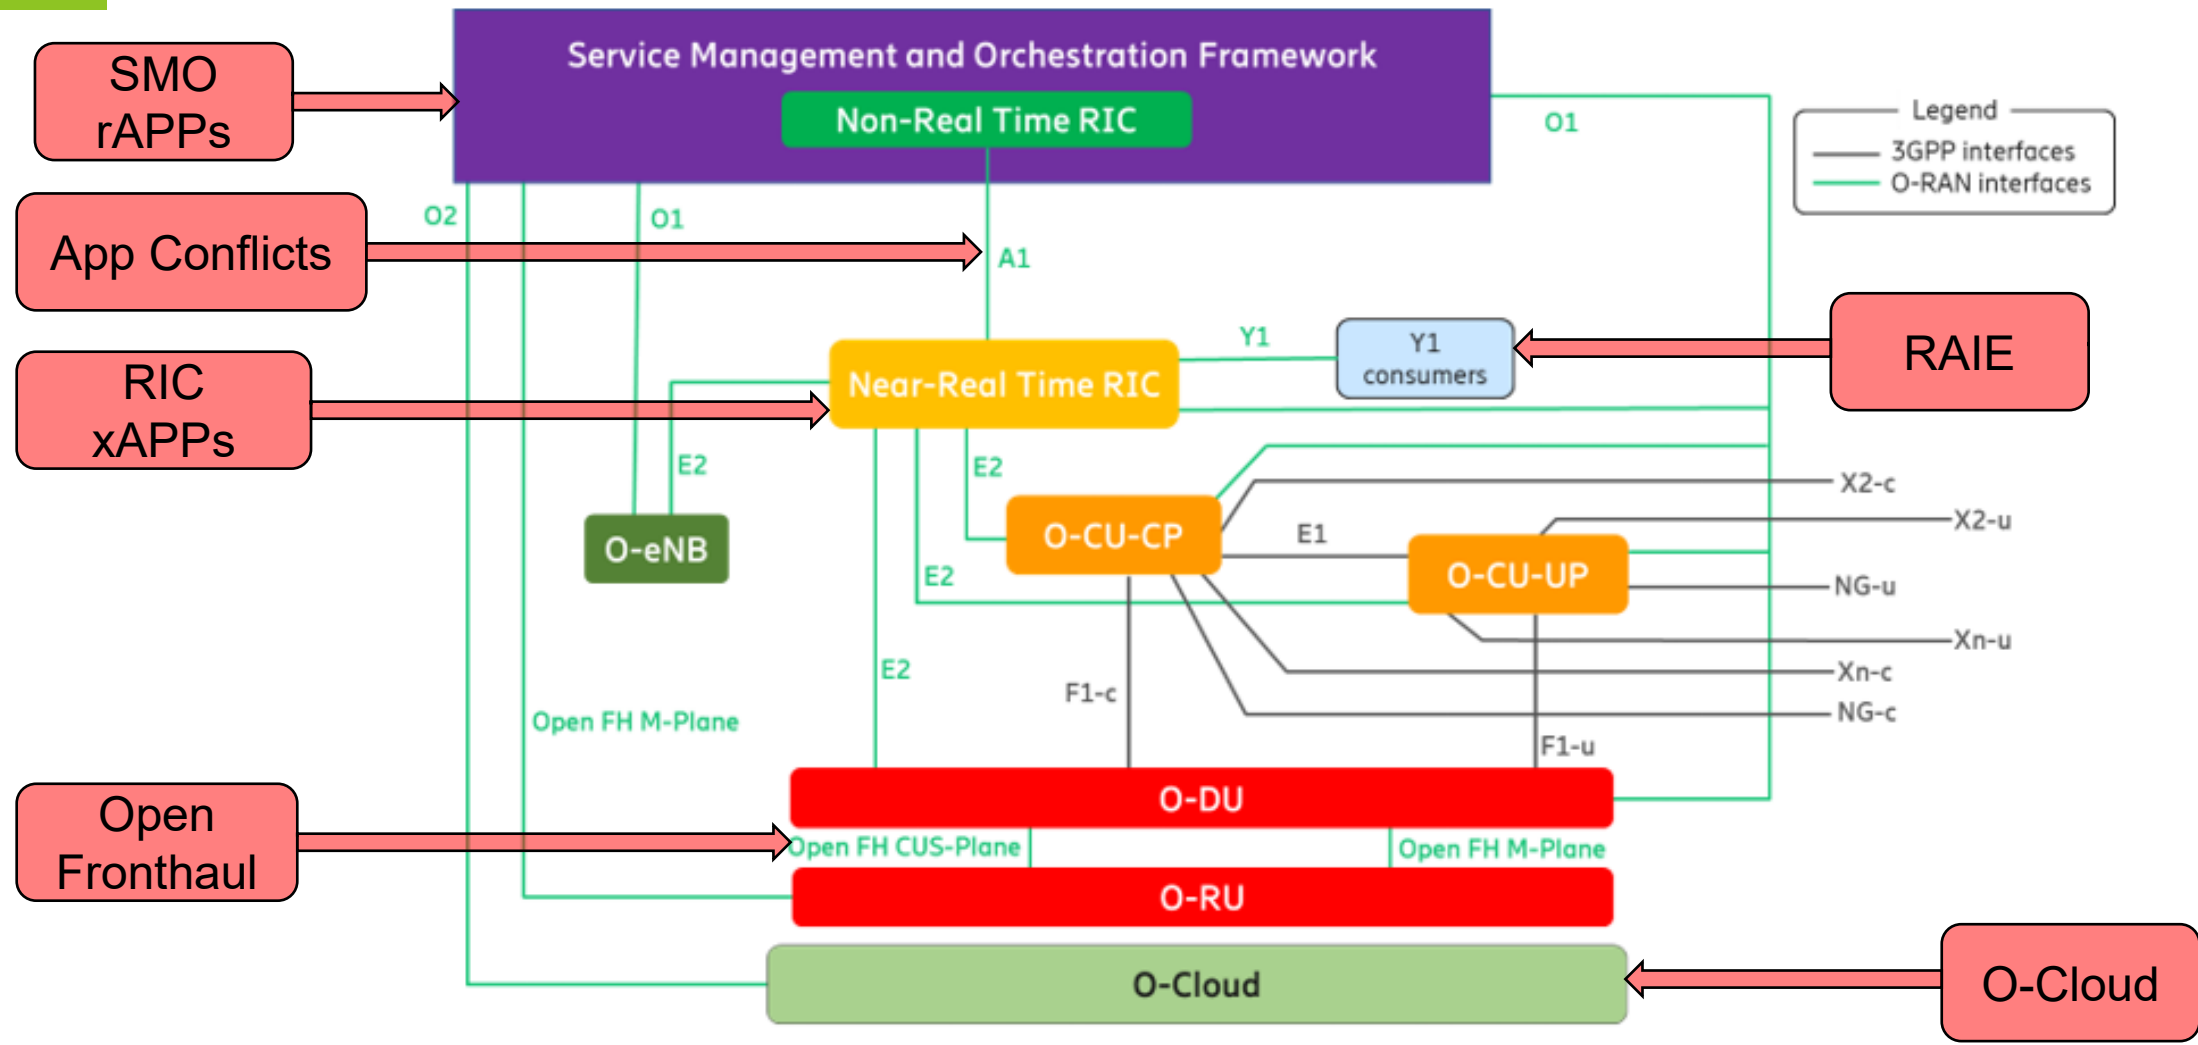 Service Management and Orchestration Framework
SMO
rAPPs
Non-Real Time RIC
O1
Legend
3GPP interfaces
O-RAN interfaces
O2
O1
App Conflicts
A1
Y1
Y1
consumers
RAIE
RIC
xAPPs
Near-Real Time RIC
E2
E2
X2-c
X2-u
O-eNB
O-CU-CP
E1
E2
O-CU-UP
NG-u
Xn-u
E2
Xn-c
F1-c
NG-c
Open FH M-Plane
F1-u
Open
Fronthaul
O-DU
Open FH CUS-Plane
Open FH M-Plane
O-RU
O-Cloud
O-Cloud